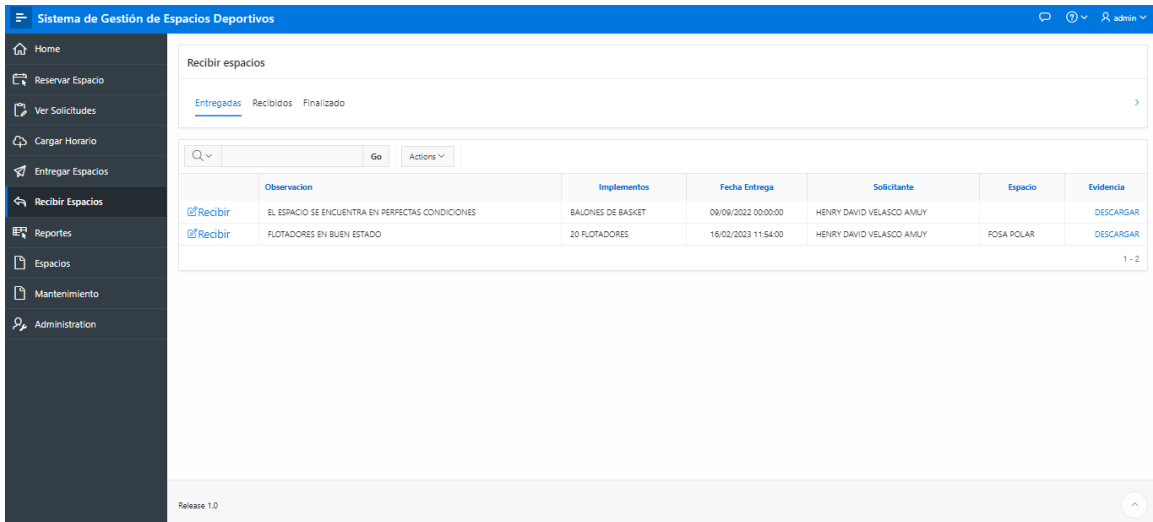 Sistema de Gestión de Espacios Deportivos
admin
Home
Reservar Espacio
Ver Solicitudes
Cargar Horario
Entregar Espacios
Recibir Espacios
Reportes
Espacios
Mantenimiento
Administration
Recibir espacios
Entregadas Recibidos Finalizado
Go Actions
Observacion Implementos Fecha Entrega Solicitante Espacio Evidencia
Recibir EL ESPACIO SE ENCUENTRA EN PERFECTAS CONDICIONES BALONES DE BASKET 09/09/2022 00:00:00 HENRY DAVID VELASCO AMUY DESCARGAR
Recibir FLOTADORES EN BUEN ESTADO 20 FLOTADORES 16/02/2023 11:54:00 HENRY DAVID VELASCO AMUY FOSA POLAR DESCARGAR
1 - 2
Release 1.0